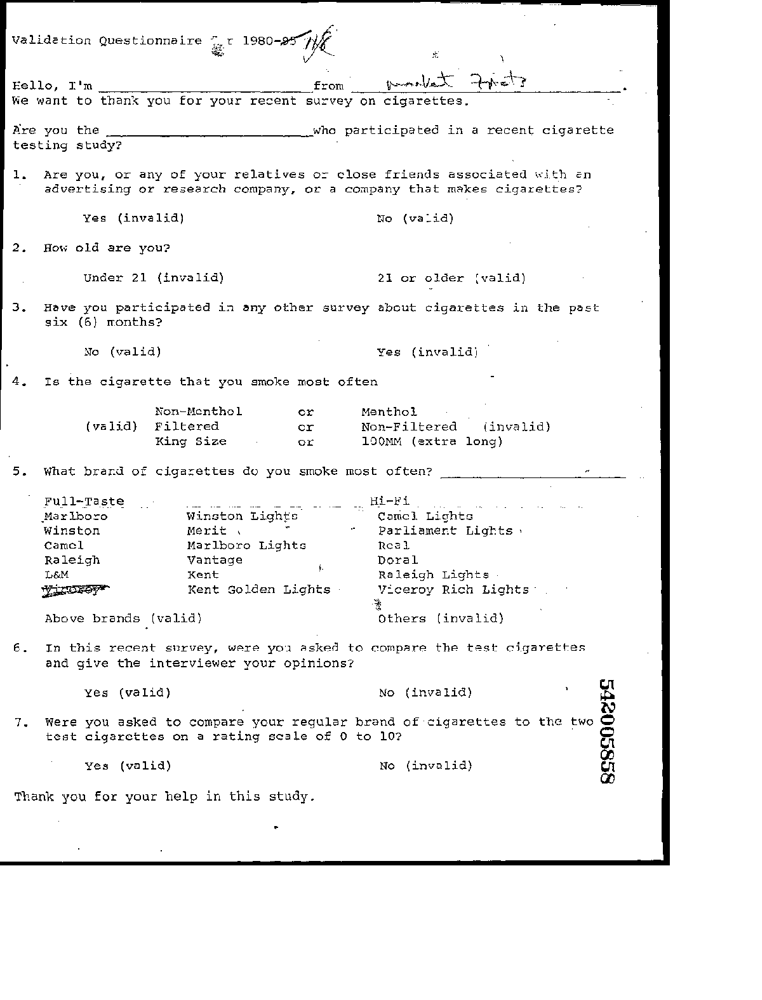 Validation Questionnaire 1980-
Hello, I'm ____________________ from market Facts.
We want to thank you for your recent survey on cigarettes.
Are you the ____________________who participated in a recent cigarette
testing study?
1. Are you, or any of your relatives or close friends associated with an
advertising or research company, or a company that makes cigarettes?
Yes (invalid) No (valid)
2. How old are you?
Under 21 (invalid) 21 or older (valid)
3. Have you participated in any other survey about cigarettes in the past
six (6) months?
No (valid) Yes (invalid)
4. Is the cigarette that you smoke most often
Non-Menthol or Menthol
(valid) Filtered or Non-Filtered (invalid)
King Size or 100MM (extra long)
5. What brand of cigarettes do you smoke most often? ____________________
Full-Taste Hi-Fi
Marlboro Winston Lights Camel Lights
Winston Merit Parliament Lights
Camel Marlboro Lights Real
Raleigh Vantage Doral
L&M Kent Raleigh Lights
Viceroy Kent Golden Lights Viceroy Rich Lights
Above brands (valid) Others (invalid)
6. In this recent survey, were you asked to compare the test cigarettes
and give the interviewer your opinions?
Yes (valid) No (invalid)
7. Were you asked to compare your regular brand of cigarettes to the two
test cigarettes on a rating scale of 0 to 10?
Yes (valid) No (invalid)
Thank you for your help in this study.
542005858